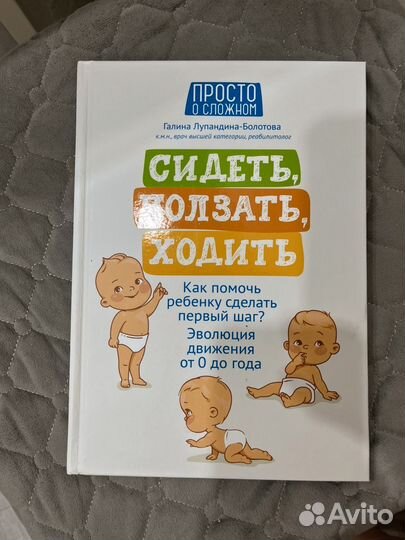 ПРОСТО
О СЛОЖНОМ
Галина Лупандина-Болотова
к.м.н., врач высшей категории, реабилитолог
СИДЕТЬ,
ПОЛЗАТЬ,
ХОДИТЬ
Как помочь
ребенку сделать
первый шаг?
Эволюция
движения
от 0 до года
Avito